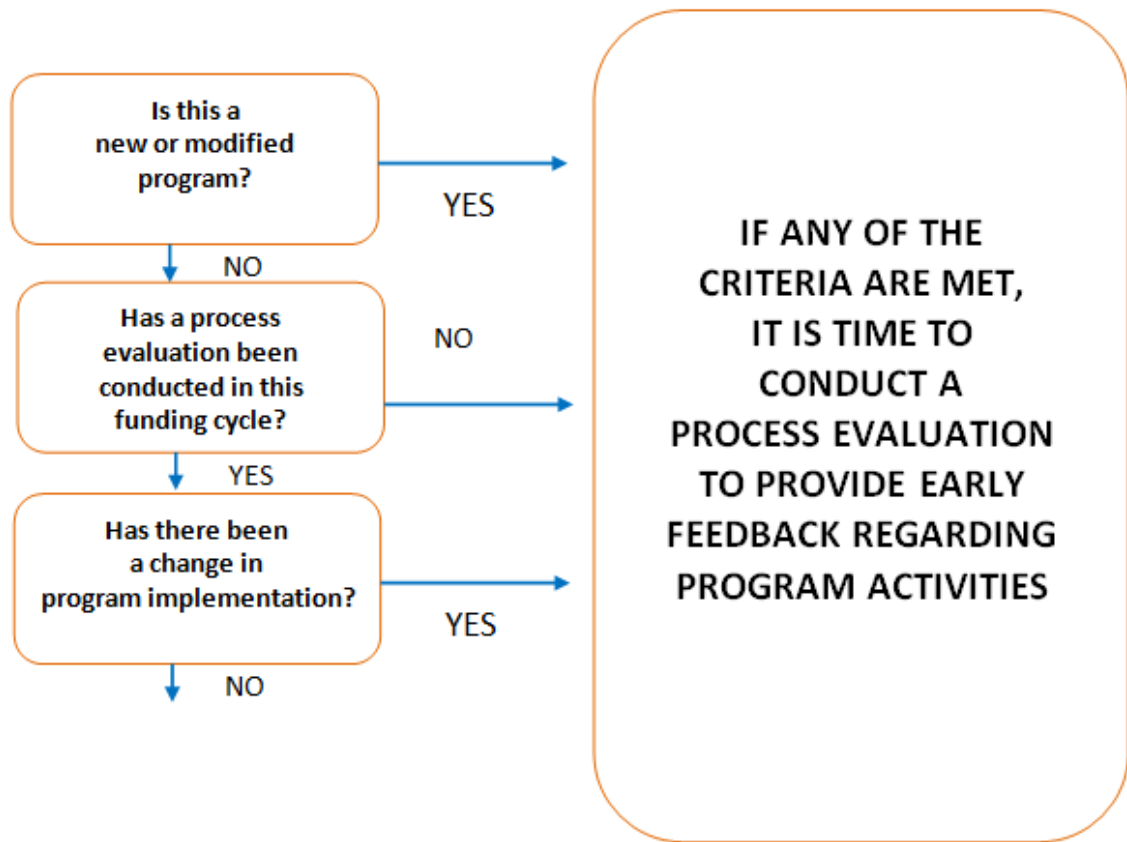 Is this a
new or modified
program?
YES
NO
Has a process
evaluation been
conducted in this
funding cycle?
NO
YES
Has there been
a change in
program implementation?
YES
NO
IF ANY OF THE
CRITERIA ARE MET,
IT IS TIME TO
CONDUCT A
PROCESS EVALUATION
TO PROVIDE EARLY
FEEDBACK REGARDING
PROGRAM ACTIVITIES